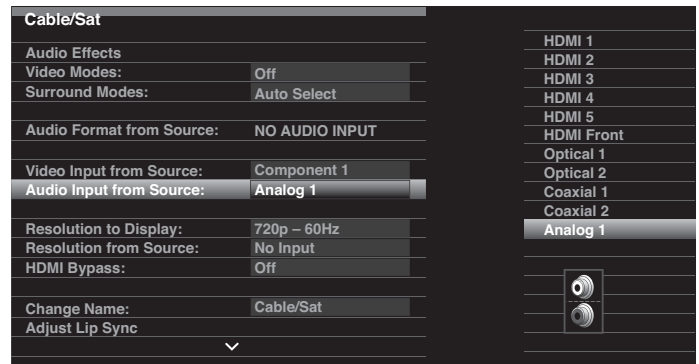 Cable/Sat
Audio Effects
Video Modes: Off
Surround Modes: Auto Select
Audio Format from Source: NO AUDIO INPUT
Video Input from Source: Component 1
Audio Input from Source: Analog 1
Resolution to Display: 720p – 60Hz
Resolution from Source: No Input
HDMI Bypass: Off
Change Name: Cable/Sat
Adjust Lip Sync
HDMI 1
HDMI 2
HDMI 3
HDMI 4
HDMI 5
HDMI Front
Optical 1
Optical 2
Coaxial 1
Coaxial 2
Analog 1